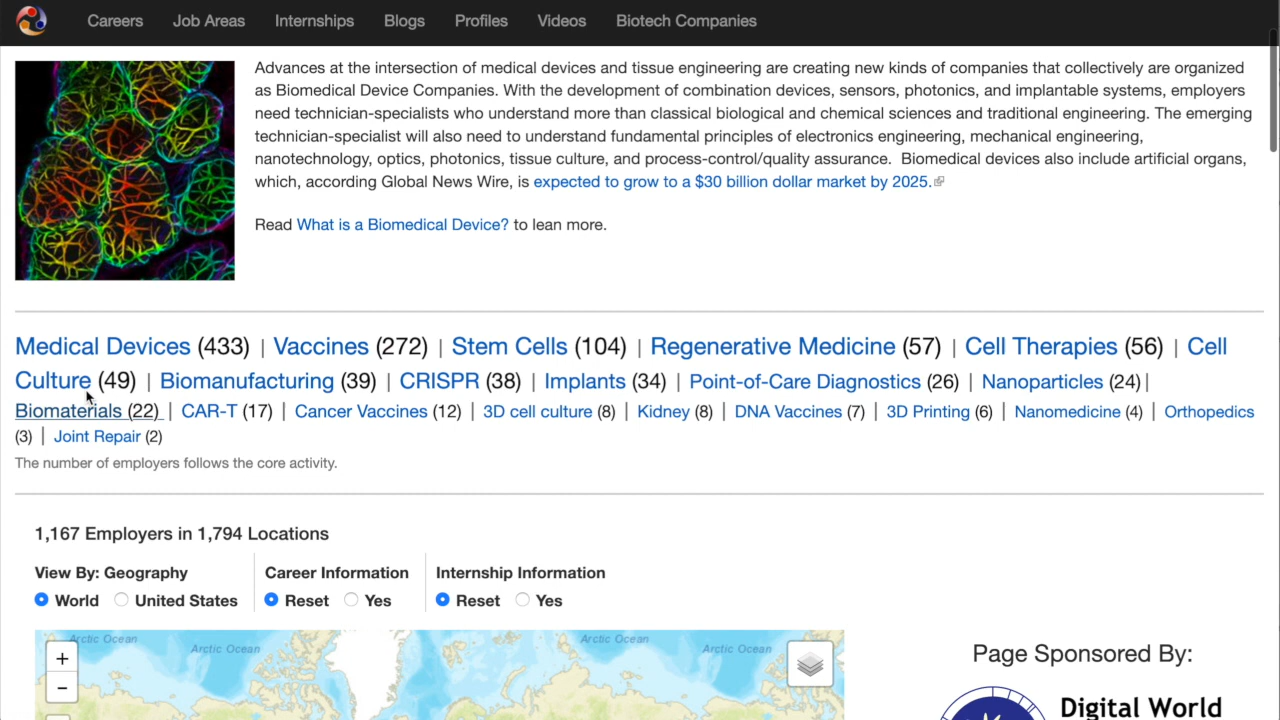 Careers Job Areas Internships Blogs Profiles Videos Biotech Companies
Advances at the intersection of medical devices and tissue engineering are creating new kinds of companies that collectively are organized
as Biomedical Device Companies. With the development of combination devices, sensors, photonics, and implantable systems, employers
need technician-specialists who understand more than classical biological and chemical sciences and traditional engineering. The emerging
technician-specialist will also need to understand fundamental principles of electronics engineering, mechanical engineering,
nanotechnology, optics, photonics, tissue culture, and process-control/quality assurance. Biomedical devices also include artificial organs,
which, according Global News Wire, is expected to grow to a $30 billion dollar market by 2025.
Read What is a Biomedical Device? to lean more.
Medical Devices (433) | Vaccines (272) | Stem Cells (104) | Regenerative Medicine (57) | Cell Therapies (56) | Cell
Culture (49) | Biomanufacturing (39) | CRISPR (38) | Implants (34) | Point-of-Care Diagnostics (26) | Nanoparticles (24) |
Biomaterials (22) | CAR-T (17) | Cancer Vaccines (12) | 3D cell culture (8) | Kidney (8) | DNA Vaccines (7) | 3D Printing (6) | Nanomedicine (4) | Orthopedics
(3) | Joint Repair (2)
The number of employers follows the core activity.
1,167 Employers in 1,794 Locations
View By: Geography Career Information Internship Information
World United States Reset Yes Reset Yes
Arctic Ocean Arctic Ocean
Arctic Ocean Arctic Ocean
Page Sponsored By:
+
−
Digital World